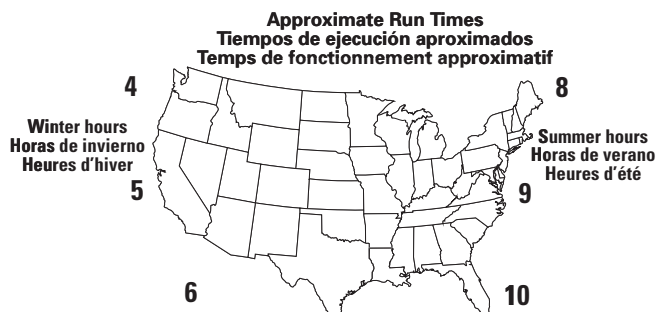 Approximate Run Times
Tiempos de ejecución aproximados
Temps de fonctionnement approximatif
4
8
Winter hours
Horas de invierno
Heures d'hiver
Summer hours
Horas de verano
Heures d'été
5
9
6
10